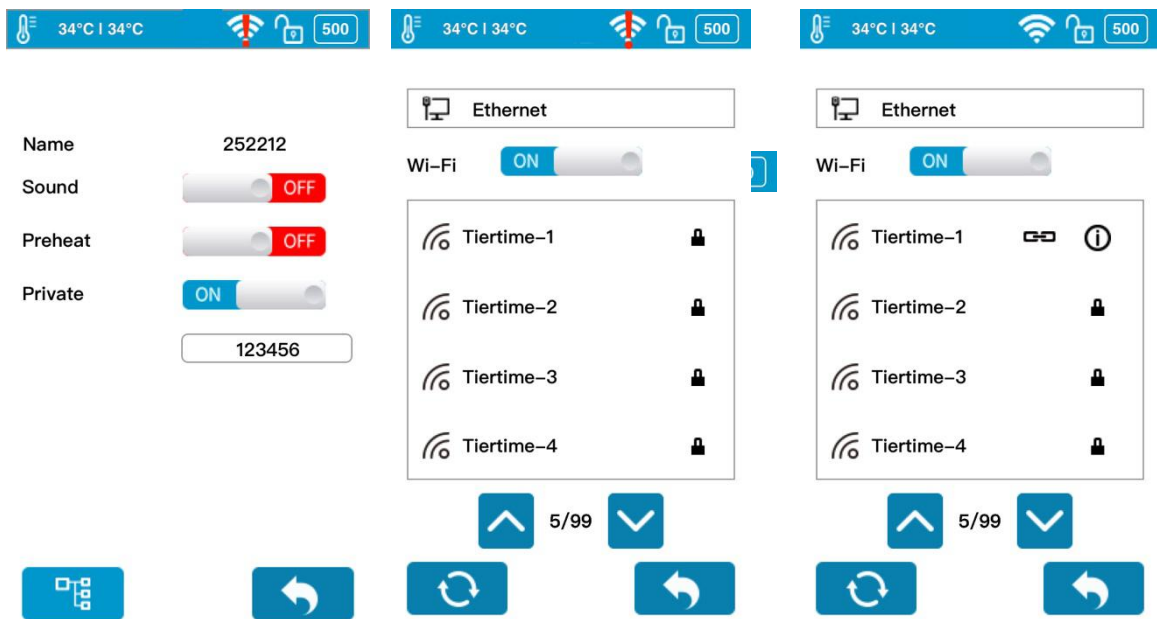 34°C | 34°C 500
Name 252212
Sound OFF
Preheat OFF
Private ON
123456
34°C | 34°C 500
Ethernet
Wi-Fi ON
Tiertime-1
Tiertime-2
Tiertime-3
Tiertime-4
5/99
34°C | 34°C 500
Ethernet
Wi-Fi ON
Tiertime-1
Tiertime-2
Tiertime-3
Tiertime-4
5/99